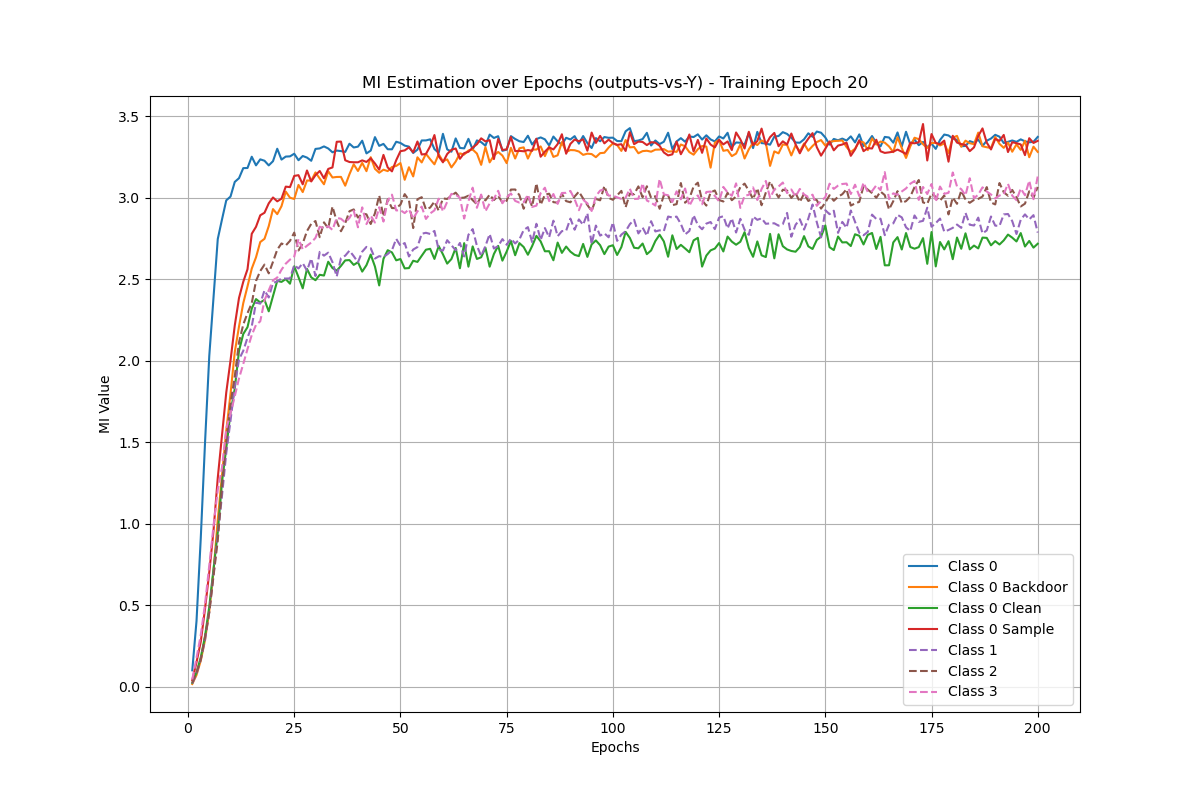 MI Estimation over Epochs (outputs-vs-Y) - Training Epoch 20
MI Value
3.5
3.0
2.5
2.0
1.5
1.0
0.5
0.0
0 25 50 75 100 125 150 175 200
Epochs
Class 0
Class 0 Backdoor
Class 0 Clean
Class 0 Sample
Class 1
Class 2
Class 3